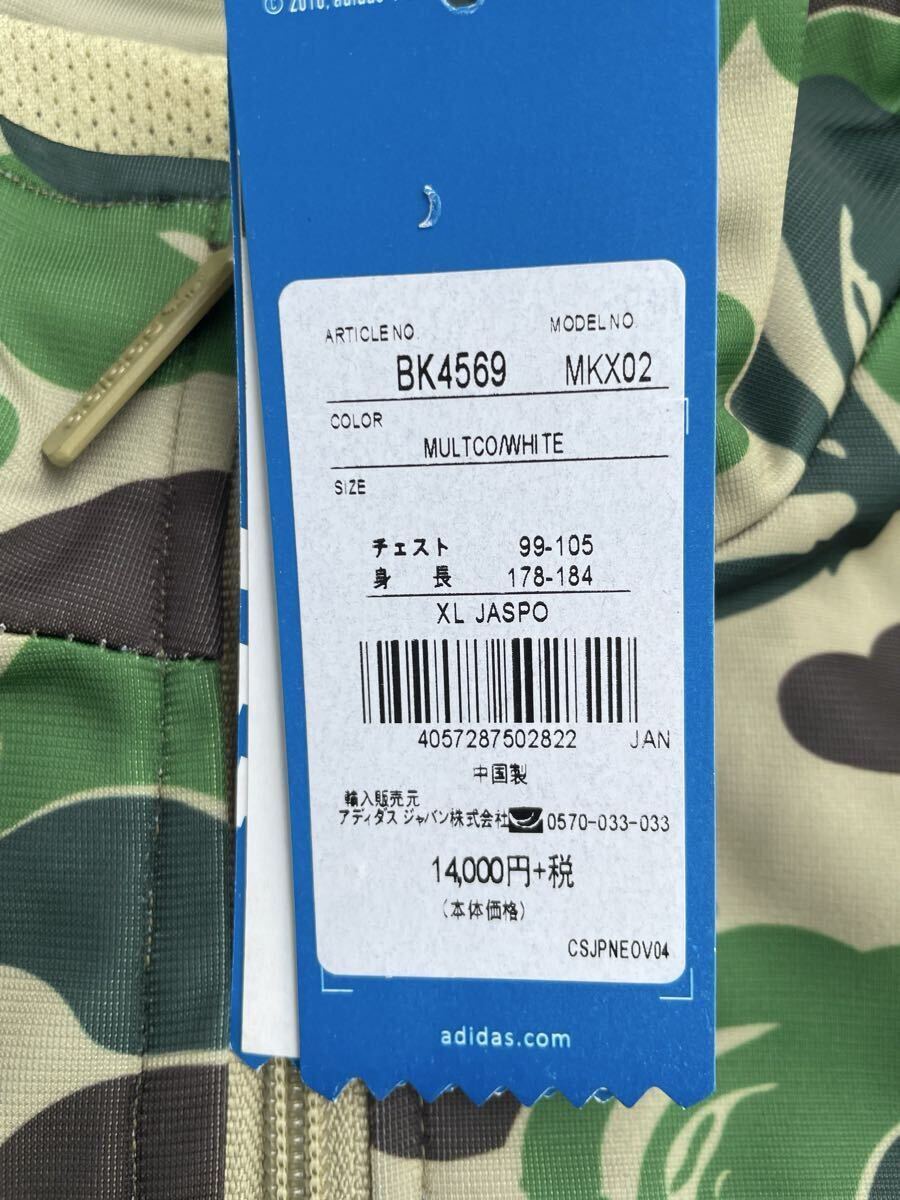 © 2016, adidas
ARTICLE NO. MODEL NO.
BK4569 MKX02
COLOR
MULTCO/WHITE
SIZE
チェスト 99-105
身 長 178-184
XL JASPO
4057287502822 JAN
中国製
輸入販売元
アディダス ジャパン株式会社 0570-033-033
14,000円+税
(本体価格)
CSJPNEOV04
adidas.com